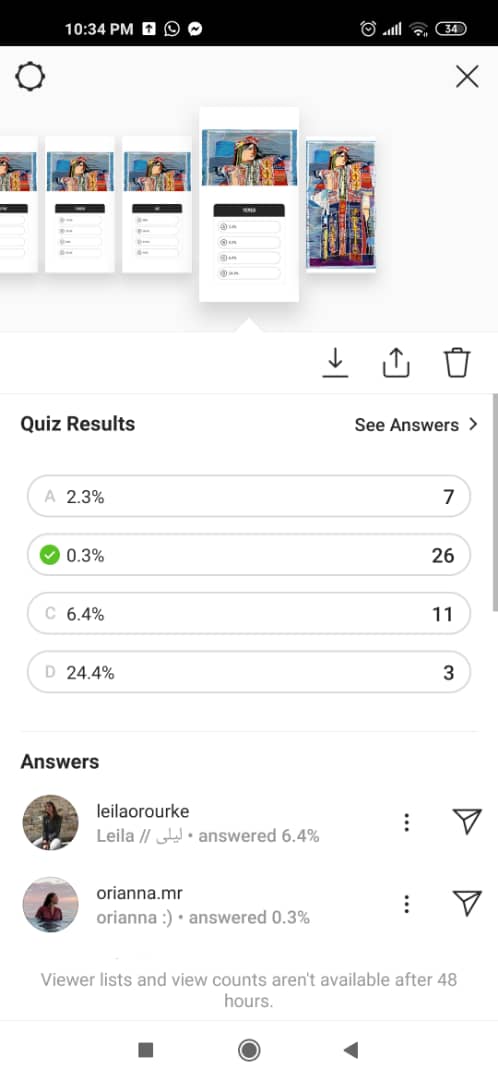 10:34 PM
34
YEMEN
Quiz Results
See Answers
A 2.3% 7
0.3% 26
C 6.4% 11
D 24.4% 3
Answers
leilaorourke
Leila // ليلى • answered 6.4%
orianna.mr
orianna :) • answered 0.3%
Viewer lists and view counts aren't available after 48
hours.